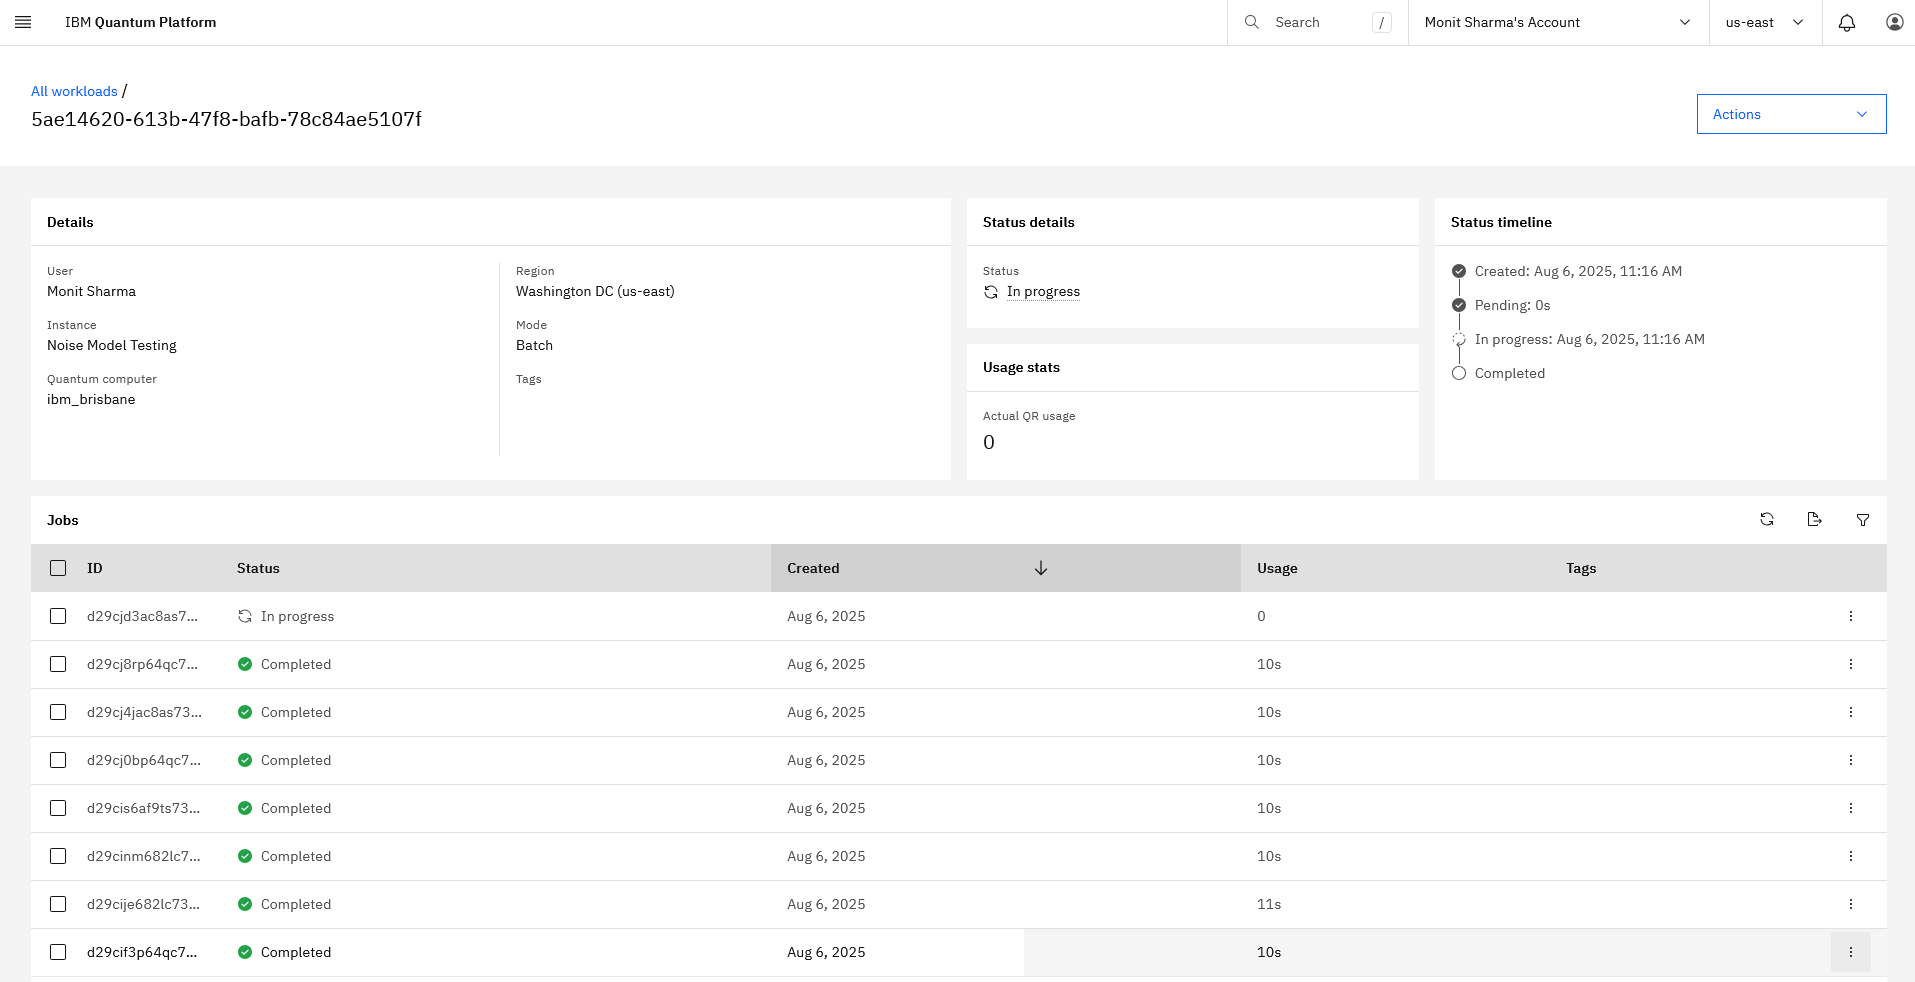 IBM Quantum Platform
Search
/
Monit Sharma's Account
us-east
All workloads /
5ae14620-613b-47f8-bafb-78c84ae5107f
Actions
Details
User
Monit Sharma
Instance
Noise Model Testing
Quantum computer
ibm_brisbane
Region
Washington DC (us-east)
Mode
Batch
Tags
Status details
Status
In progress
Usage stats
Actual QR usage
0
Status timeline
Created: Aug 6, 2025, 11:16 AM
Pending: 0s
In progress: Aug 6, 2025, 11:16 AM
Completed
Jobs
ID Status Created Usage Tags
d29cjd3ac8as7... In progress Aug 6, 2025 0
d29cj8rp64qc7... Completed Aug 6, 2025 10s
d29cj4jac8as73... Completed Aug 6, 2025 10s
d29cj0bp64qc7... Completed Aug 6, 2025 10s
d29cis6af9ts73... Completed Aug 6, 2025 10s
d29cinm682lc7... Completed Aug 6, 2025 10s
d29cije682lc73... Completed Aug 6, 2025 11s
d29cif3p64qc7... Completed Aug 6, 2025 10s